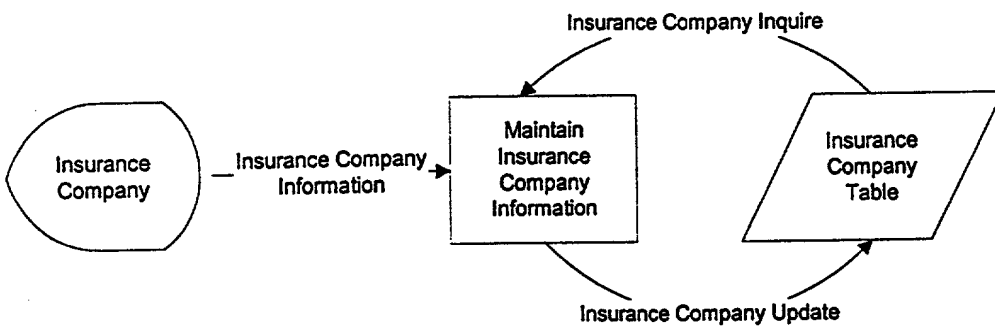 Insurance Company Inquire
Insurance
Company
Insurance Company
Information
Maintain
Insurance
Company
Information
Insurance
Company
Table
Insurance Company Update